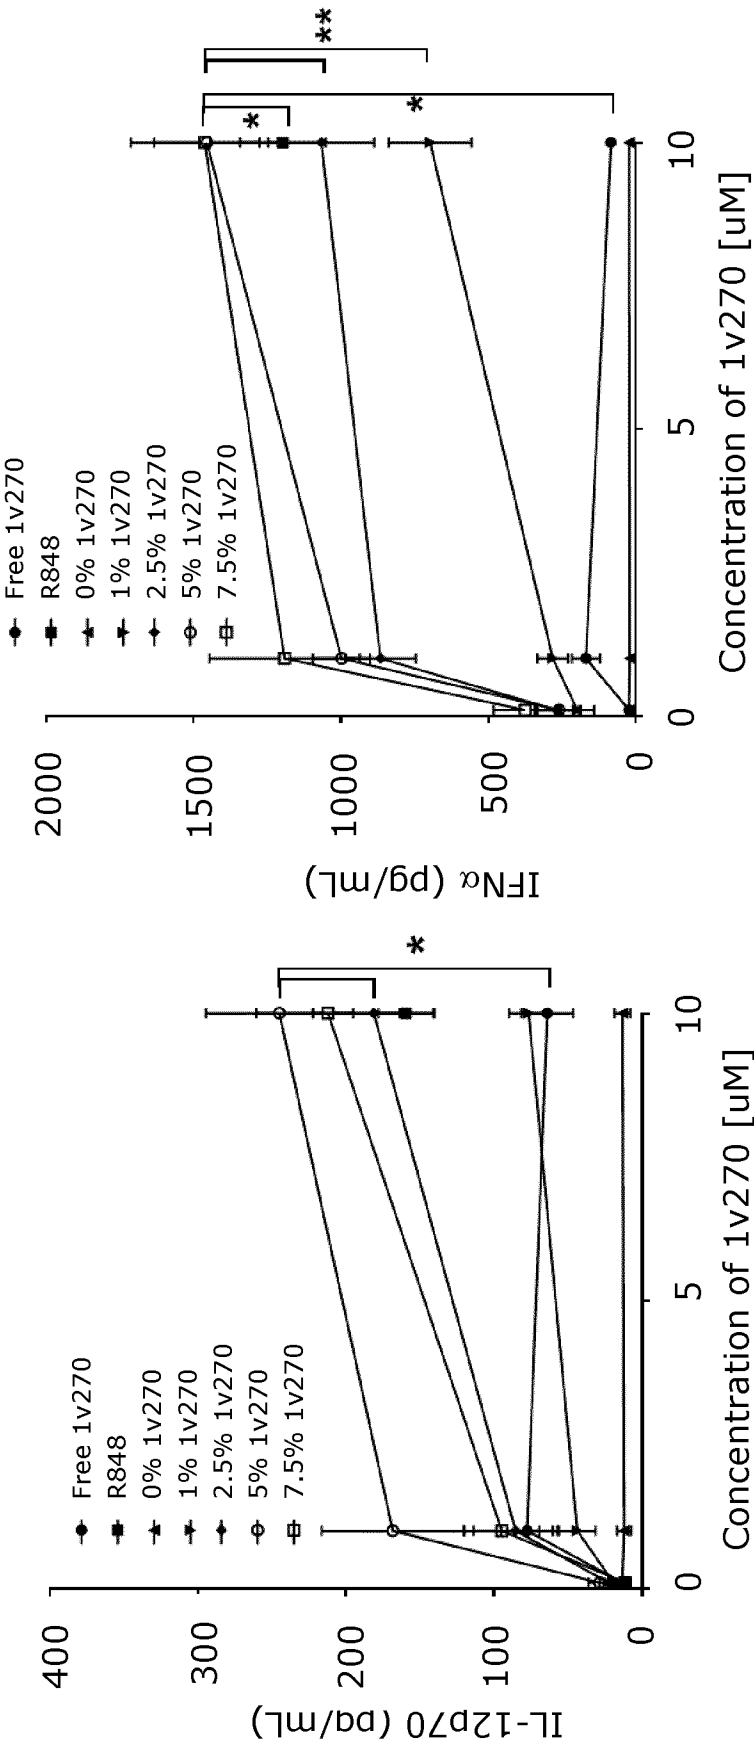 IL-12p70 (pg/mL)
400
300
200
100
0
0
5
10
Concentration of 1v270 [uM]
Free 1v270
R848
0% 1v270
1% 1v270
2.5% 1v270
5% 1v270
7.5% 1v270
*
IFNα (pg/mL)
2000
1500
1000
500
0
0
5
10
Concentration of 1v270 [uM]
Free 1v270
R848
0% 1v270
1% 1v270
2.5% 1v270
5% 1v270
7.5% 1v270
*
*
**